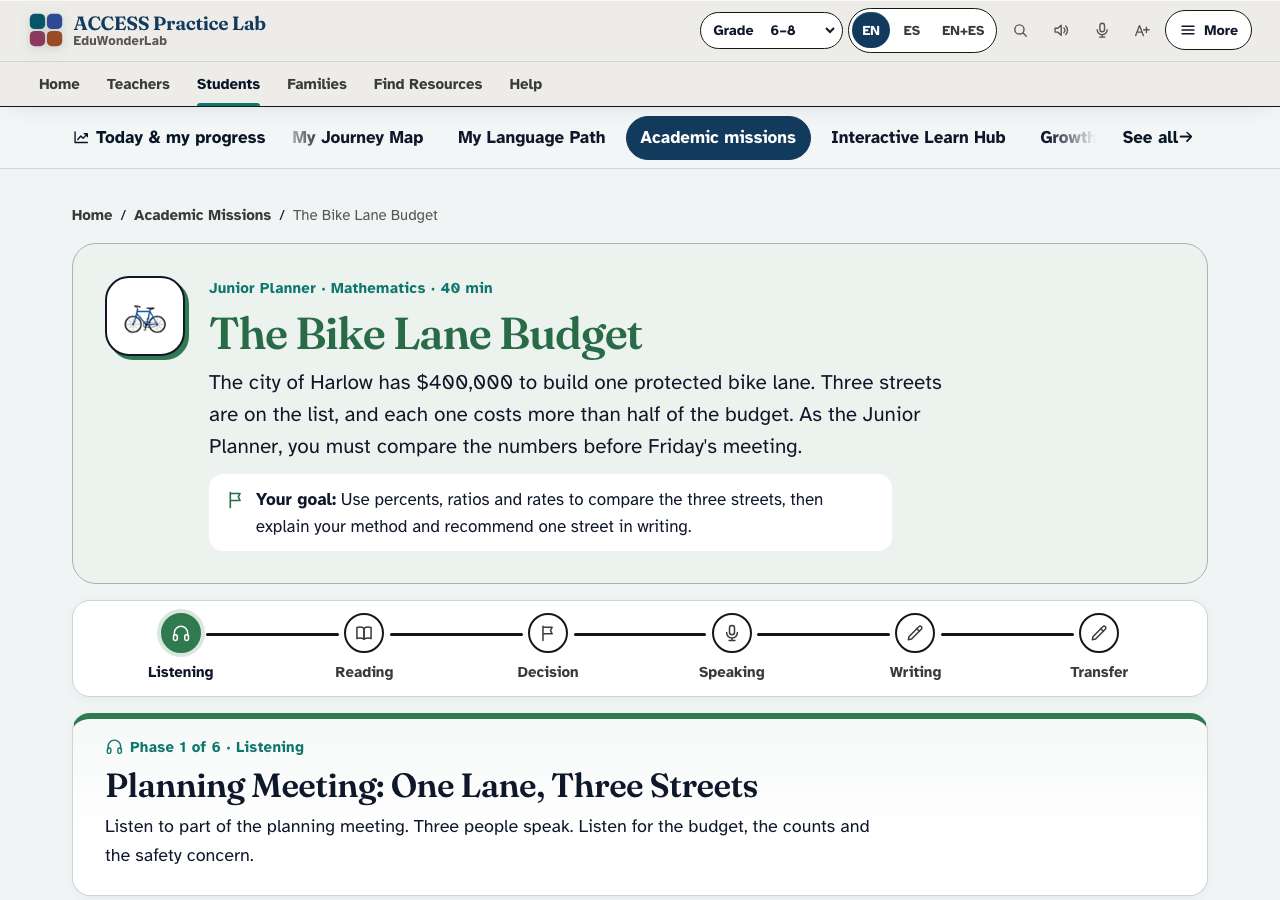 ACCESS Practice Lab
EduWonderLab
Grade 6–8
EN ES EN+ES
A+
More
Home Teachers Students Families Find Resources Help
Today & my progress My Journey Map My Language Path Academic missions Interactive Learn Hub Growth See all→
Home / Academic Missions / The Bike Lane Budget
Junior Planner · Mathematics · 40 min
The Bike Lane Budget
The city of Harlow has $400,000 to build one protected bike lane. Three streets
are on the list, and each one costs more than half of the budget. As the Junior
Planner, you must compare the numbers before Friday's meeting.
Your goal: Use percents, ratios and rates to compare the three streets, then
explain your method and recommend one street in writing.
Listening Reading Decision Speaking Writing Transfer
Phase 1 of 6 · Listening
Planning Meeting: One Lane, Three Streets
Listen to part of the planning meeting. Three people speak. Listen for the budget, the counts and
the safety concern.